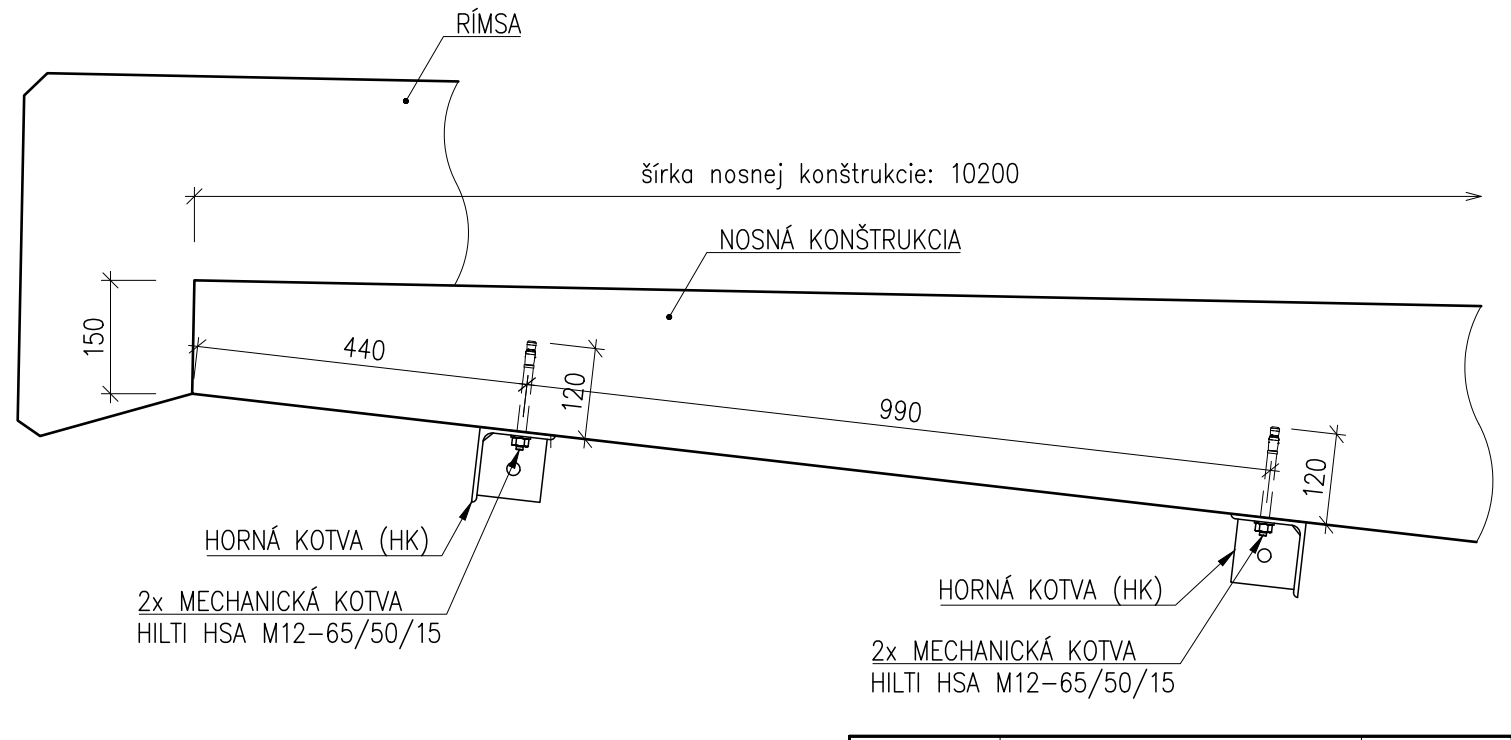 RÍMSA
šírka nosnej konštrukcie: 10200
NOSNÁ KONŠTRUKCIA
150
440
120
990
120
HORNÁ KOTVA (HK)
2x MECHANICKÁ KOTVA
HILTI HSA M12-65/50/15
HORNÁ KOTVA (HK)
2x MECHANICKÁ KOTVA
HILTI HSA M12-65/50/15